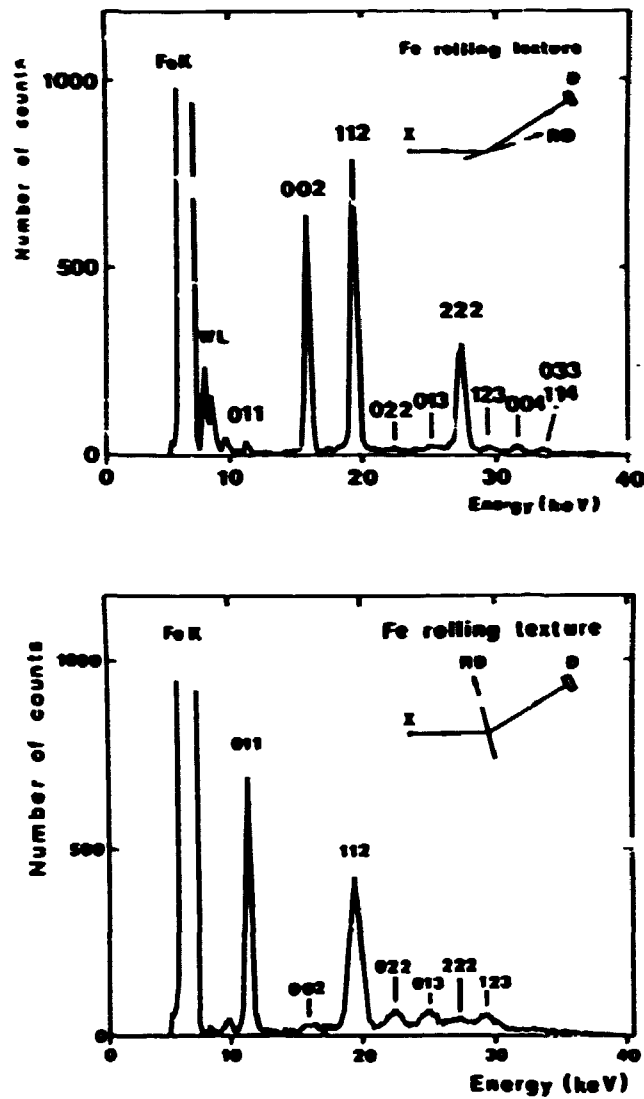 Fe rolling texture
FeK
D
X
RD
1000
112
002
Number of counts
500
222
WL
033
011
022
013
123
004
114
0
0
10
20
30
40
Energy (keV)
Fe rolling texture
FeK
RD
D
X
1000
011
Number of counts
500
112
002
022
013
222
123
0
0
10
20
30
40
Energy (keV)